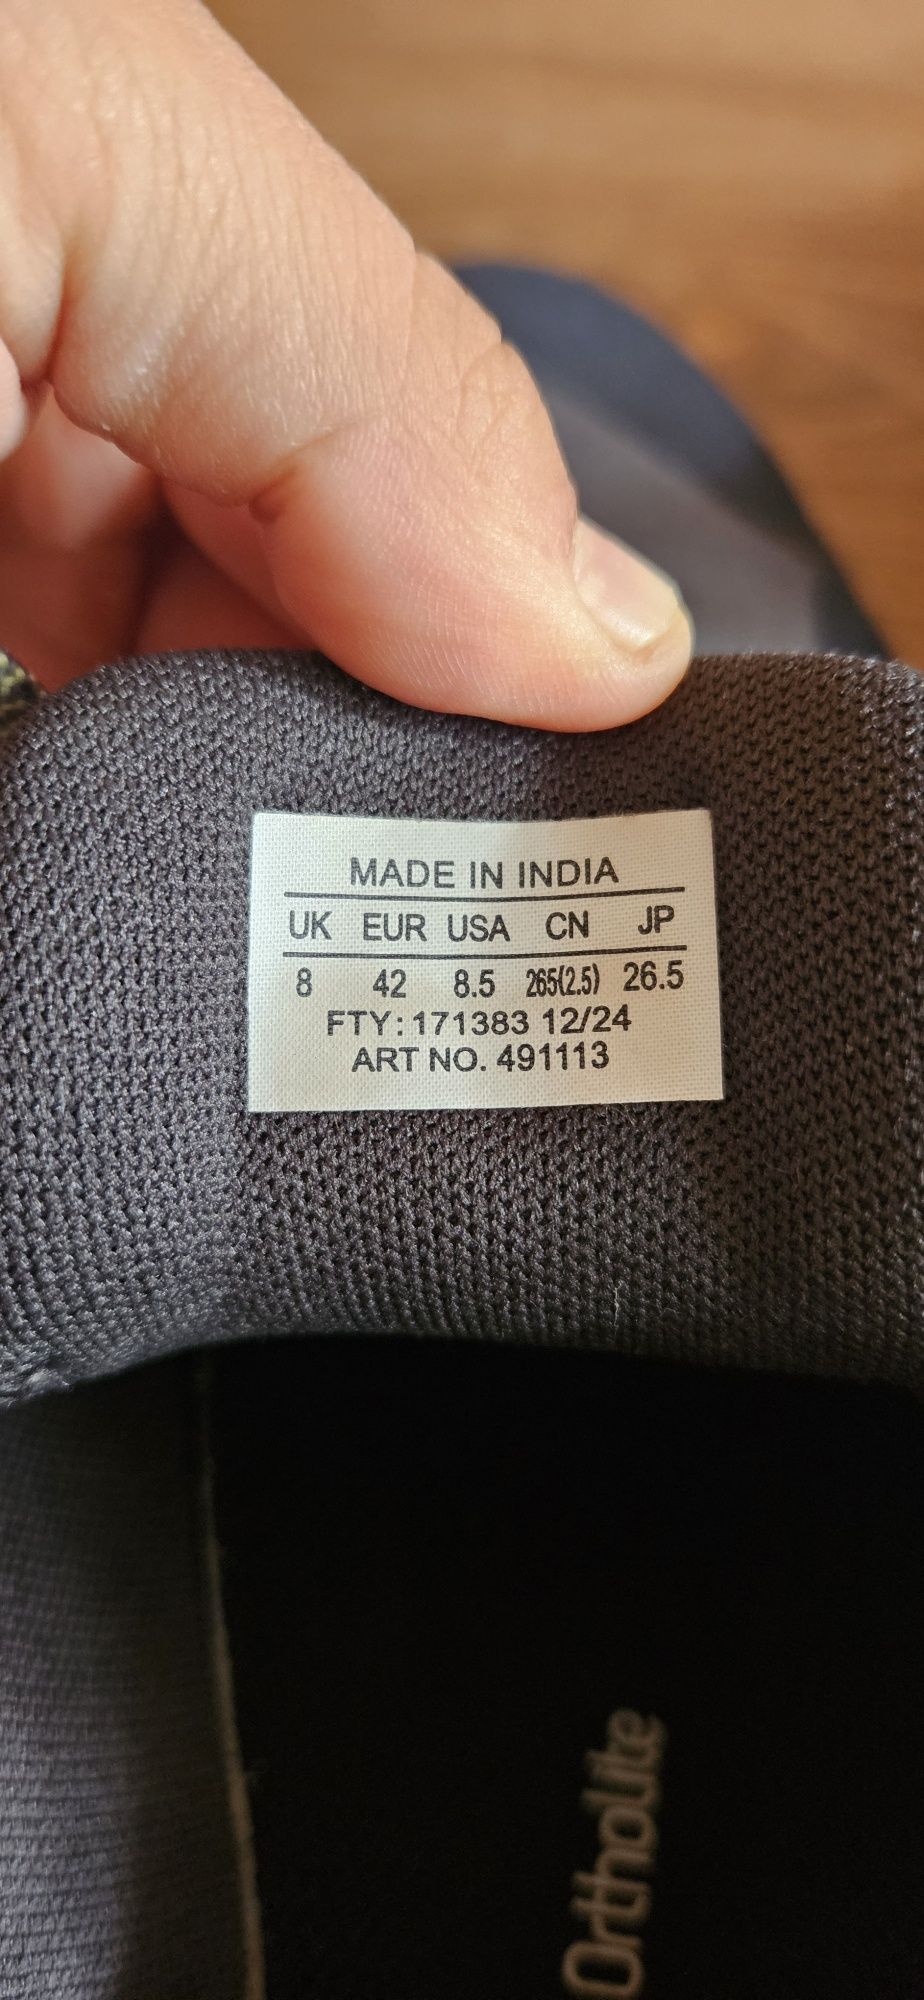 MADE IN INDIA
UK EUR USA CN JP
8 42 8.5 265(2.5) 26.5
FTY: 171383 12/24
ART NO. 491113
OrthoLite